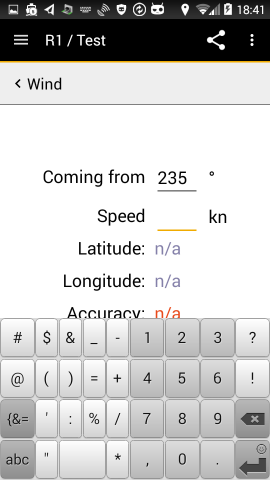 18:41
R1 / Test
Wind
Coming from 235 °
Speed kn
Latitude: n/a
Longitude: n/a
Accuracy: n/a
# $ & _ - 1 2 3 ?
@ ( ) = + 4 5 6 !
{&= ' : % / 7 8 9
abc " * , 0 .